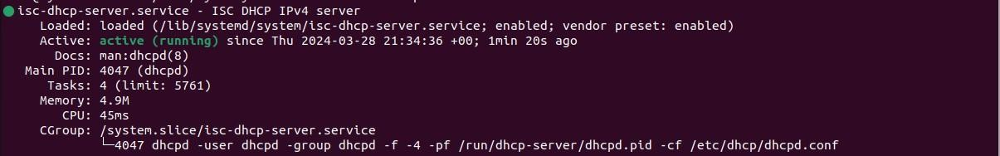 isc-dhcp-server.service - ISC DHCP IPv4 server
Loaded: loaded (/lib/systemd/system/isc-dhcp-server.service; enabled; vendor preset: enabled)
Active: active (running) since Thu 2024-03-28 21:34:36 +00; 1min 20s ago
Docs: man:dhcpd(8)
Main PID: 4047 (dhcpd)
Tasks: 4 (limit: 5761)
Memory: 4.9M
CPU: 45ms
CGroup: /system.slice/isc-dhcp-server.service
└─4047 dhcpd -user dhcpd -group dhcpd -f -4 -pf /run/dhcp-server/dhcpd.pid -cf /etc/dhcp/dhcpd.conf